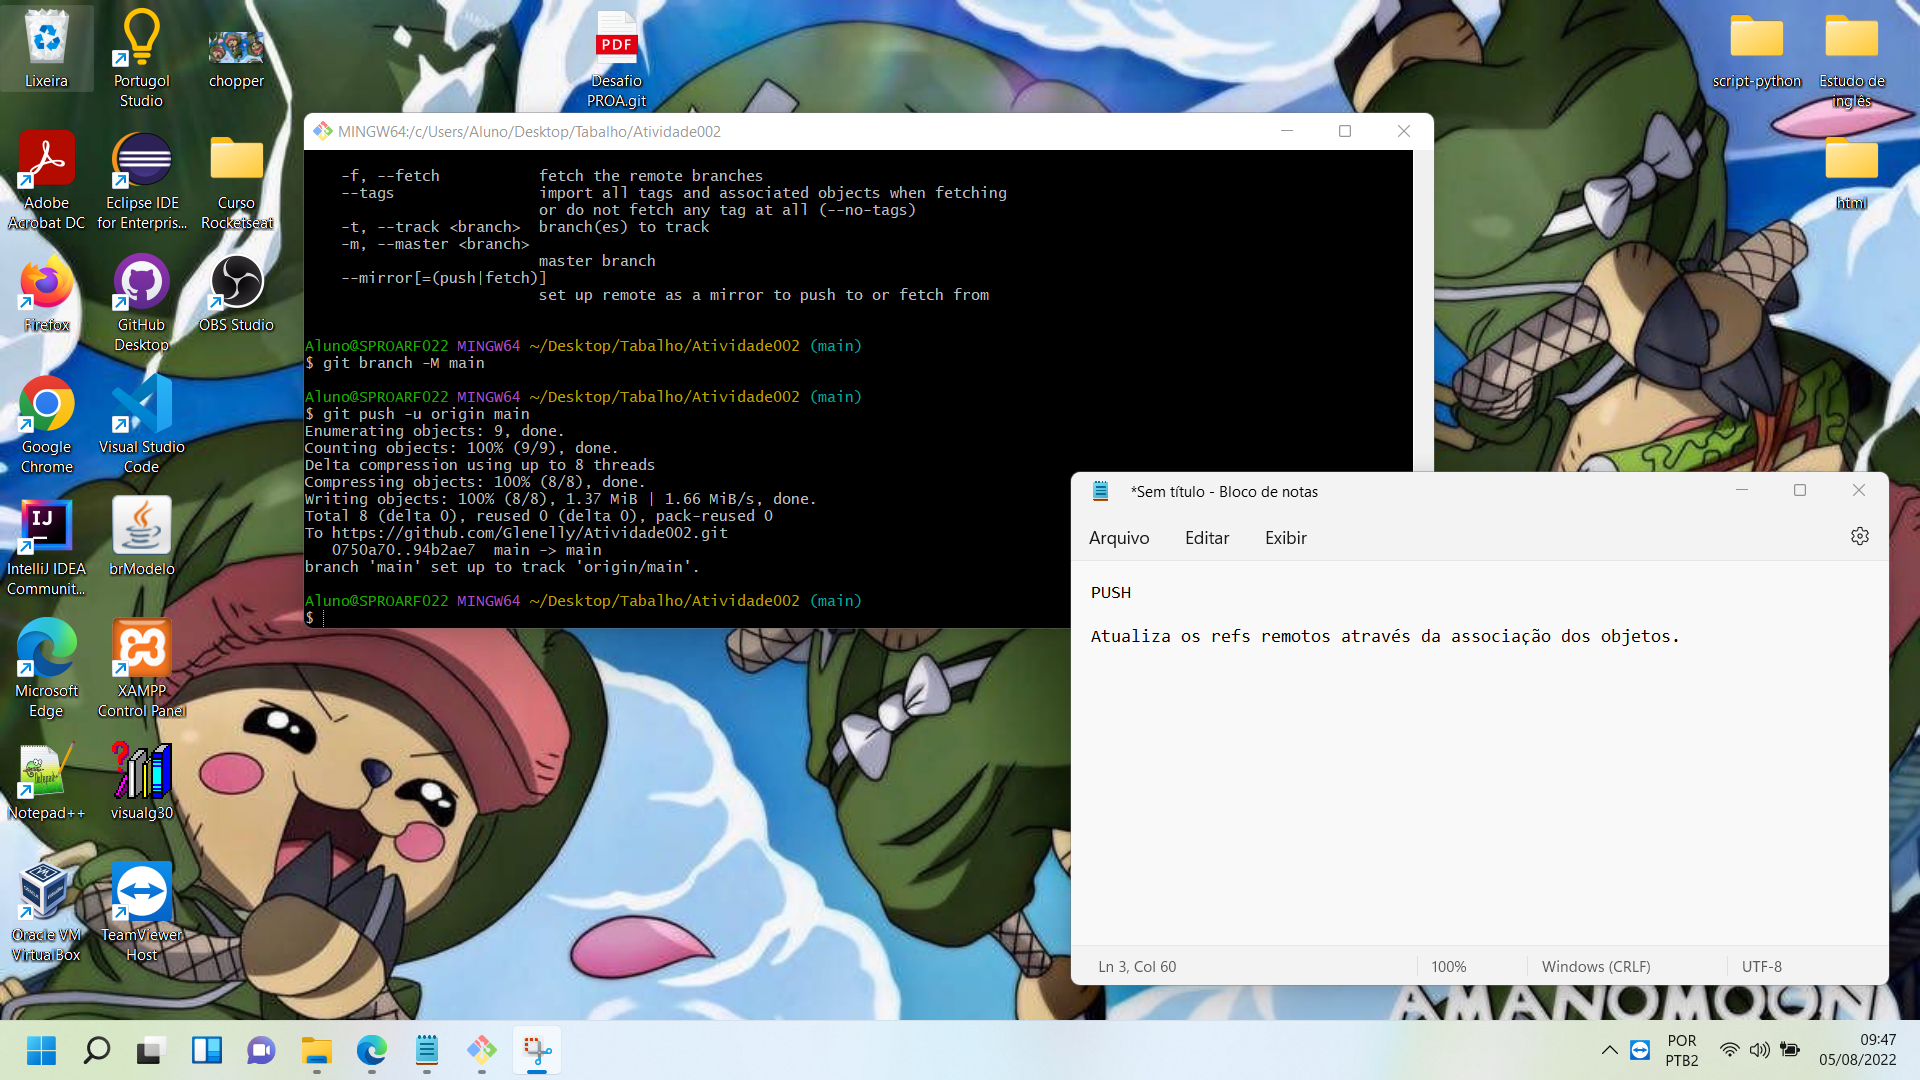 Lixeira
Portugol
Studio
chopper
PDF
Desafio
PROA.git
script-python
Estudo de
inglês
html
Adobe
Acrobat DC
Eclipse IDE
for Enterpris...
Curso
Rocketseat
Firefox
GitHub
Desktop
OBS Studio
Google
Chrome
Visual Studio
Code
IntelliJ IDEA
Communit...
brModelo
Microsoft
Edge
XAMPP
Control Panel
Notepad++
visualg30
Oracle VM
VirtualBox
TeamViewer
Host
MINGW64:/c/Users/Aluno/Desktop/Tabalho/Atividade002
-f, --fetch fetch the remote branches
--tags import all tags and associated objects when fetching
or do not fetch any tag at all (--no-tags)
-t, --track <branch> branch(es) to track
-m, --master <branch>
master branch
--mirror[=(push|fetch)]
set up remote as a mirror to push to or fetch from
Aluno@SPROARF022 MINGW64 ~/Desktop/Tabalho/Atividade002 (main)
$ git branch -M main
Aluno@SPROARF022 MINGW64 ~/Desktop/Tabalho/Atividade002 (main)
$ git push -u origin main
Enumerating objects: 9, done.
Counting objects: 100% (9/9), done.
Delta compression using up to 8 threads
Compressing objects: 100% (8/8), done.
Writing objects: 100% (8/8), 1.37 MiB | 1.66 MiB/s, done.
Total 8 (delta 0), reused 0 (delta 0), pack-reused 0
To https://github.com/Glenelly/Atividade002.git
0750a70..94b2ae7 main -> main
branch 'main' set up to track 'origin/main'.
Aluno@SPROARF022 MINGW64 ~/Desktop/Tabalho/Atividade002 (main)
$
*Sem título - Bloco de notas
Arquivo Editar Exibir
PUSH
Atualiza os refs remotos através da associação dos objetos.
Ln 3, Col 60 100% Windows (CRLF) UTF-8
POR
PTB2
09:47
05/08/2022